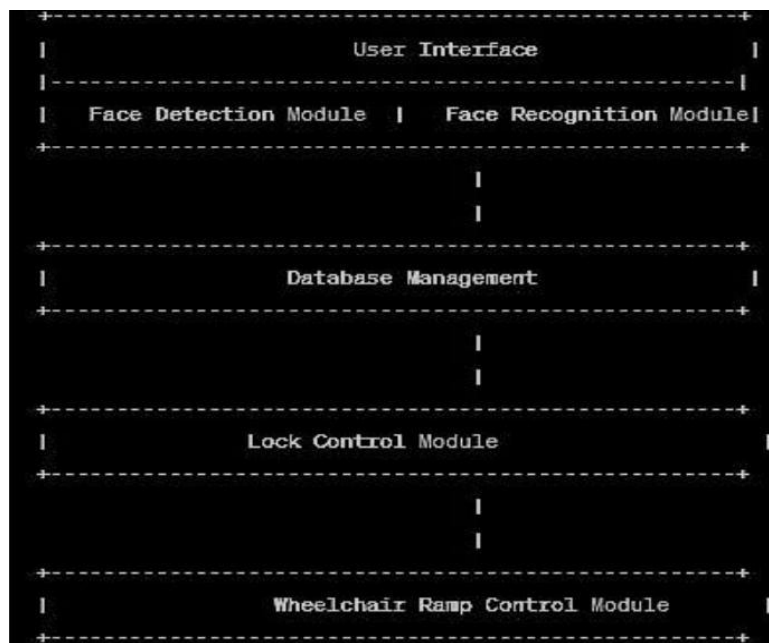 User Interface
Face Detection Module | Face Recognition Module|
Database Management
Lock Control Module
Wheelchair Ramp Control Module